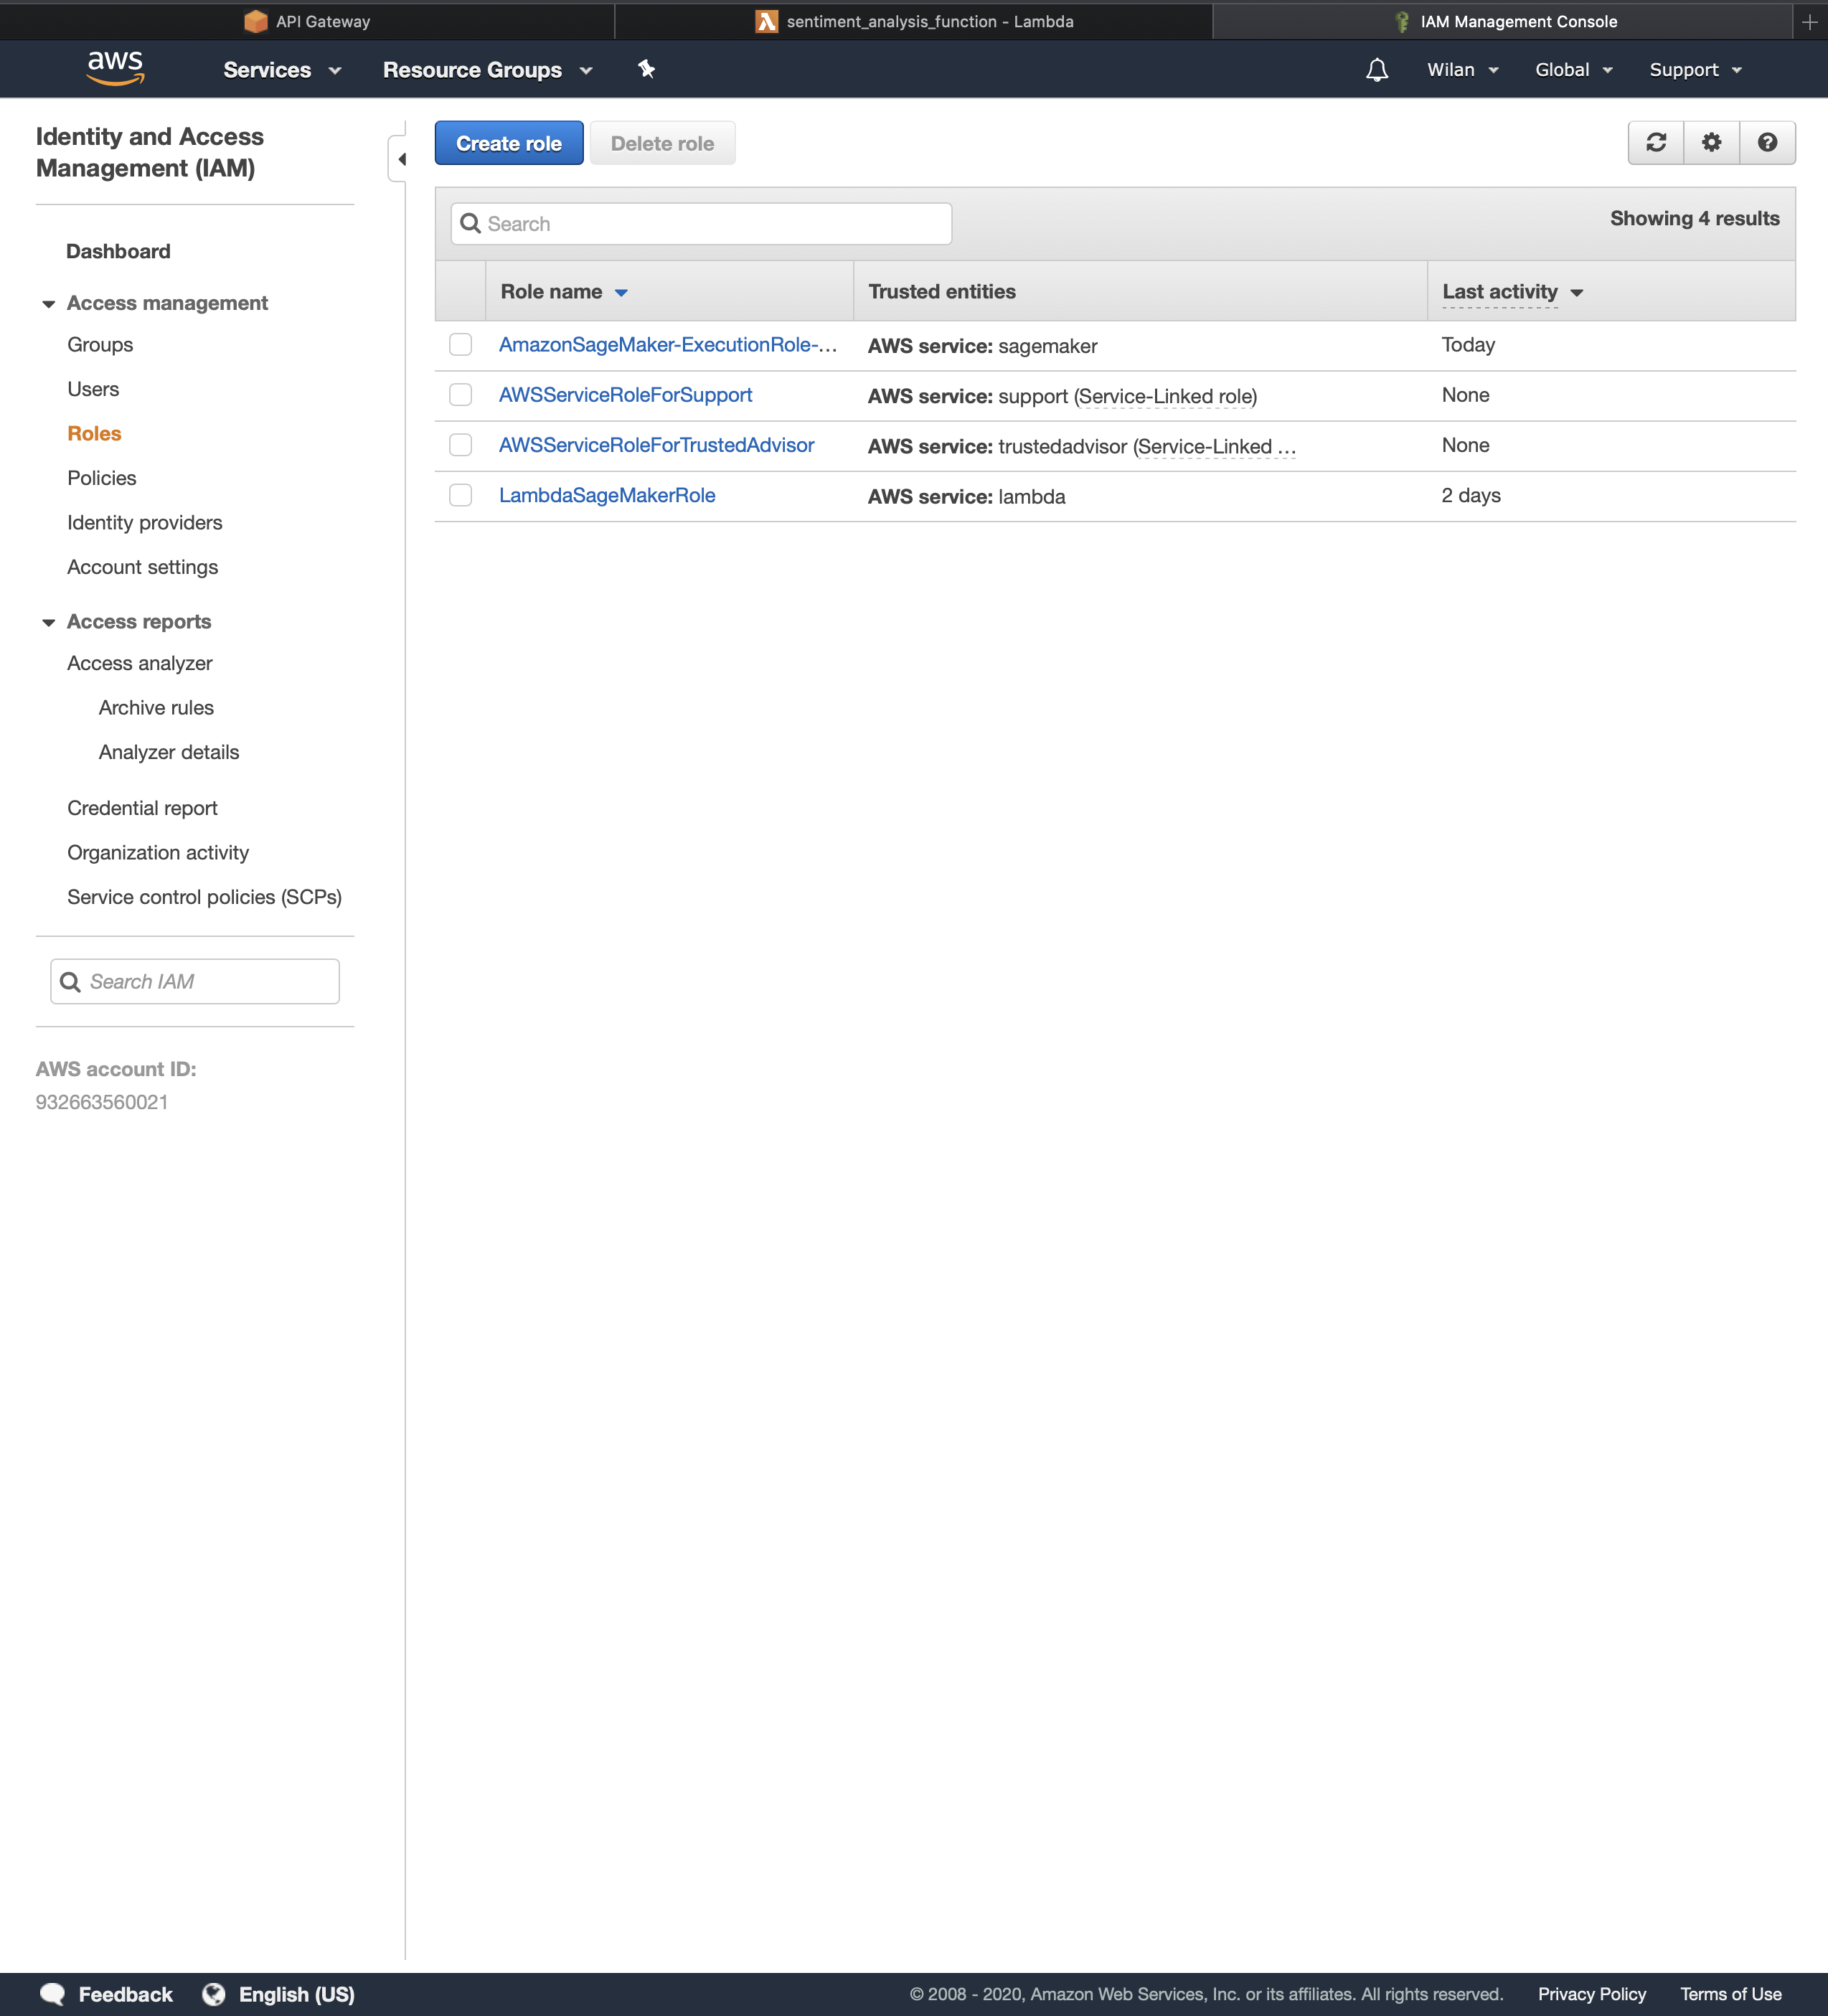 API Gateway
sentiment_analysis_function - Lambda
IAM Management Console
aws
Services
Resource Groups
Wilan
Global
Support
Identity and Access
Management (IAM)
Dashboard
Access management
Groups
Users
Roles
Policies
Identity providers
Account settings
Access reports
Access analyzer
Archive rules
Analyzer details
Credential report
Organization activity
Service control policies (SCPs)
Search IAM
AWS account ID:
932663560021
Create role
Delete role
Search
Showing 4 results
Role name Trusted entities Last activity
AmazonSageMaker-ExecutionRole-... AWS service: sagemaker Today
AWSServiceRoleForSupport AWS service: support (Service-Linked role) None
AWSServiceRoleForTrustedAdvisor AWS service: trustedadvisor (Service-Linked ... None
LambdaSageMakerRole AWS service: lambda 2 days
Feedback
English (US)
© 2008 - 2020, Amazon Web Services, Inc. or its affiliates. All rights reserved.
Privacy Policy
Terms of Use